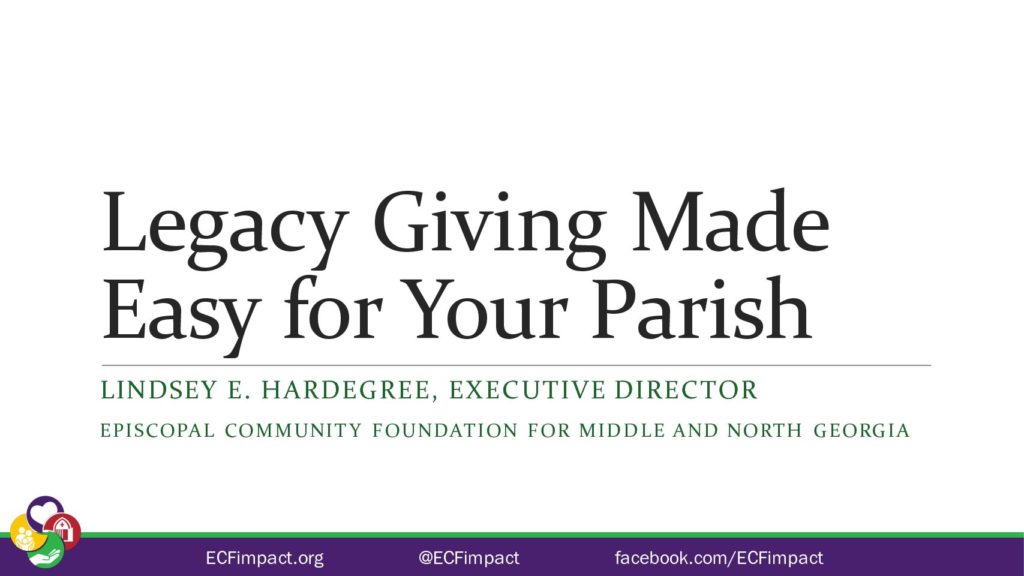 Legacy Giving Made
Easy for Your Parish
LINDSEY E. HARDEGREE, EXECUTIVE DIRECTOR
EPISCOPAL COMMUNITY FOUNDATION FOR MIDDLE AND NORTH GEORGIA
ECFimpact.org @ECFimpact facebook.com/ECFimpact